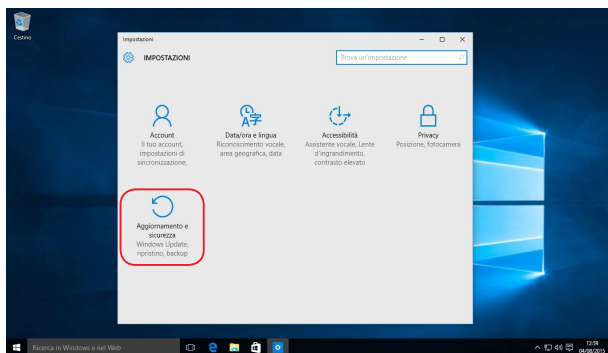 Cestino
Impostazioni
IMPOSTAZIONI
Trova un'impostazione
Account
Il tuo account,
impostazioni di
sincronizzazione,
Data/ora e lingua
Riconoscimento vocale,
area geografica, data
Accessibilità
Assistente vocale, Lente
d'ingrandimento,
contrasto elevato
Privacy
Posizione, fotocamera
Aggiornamento e
sicurezza
Windows Update,
ripristino, backup
Ricerca in Windows e nel Web
12:59
04/08/2015